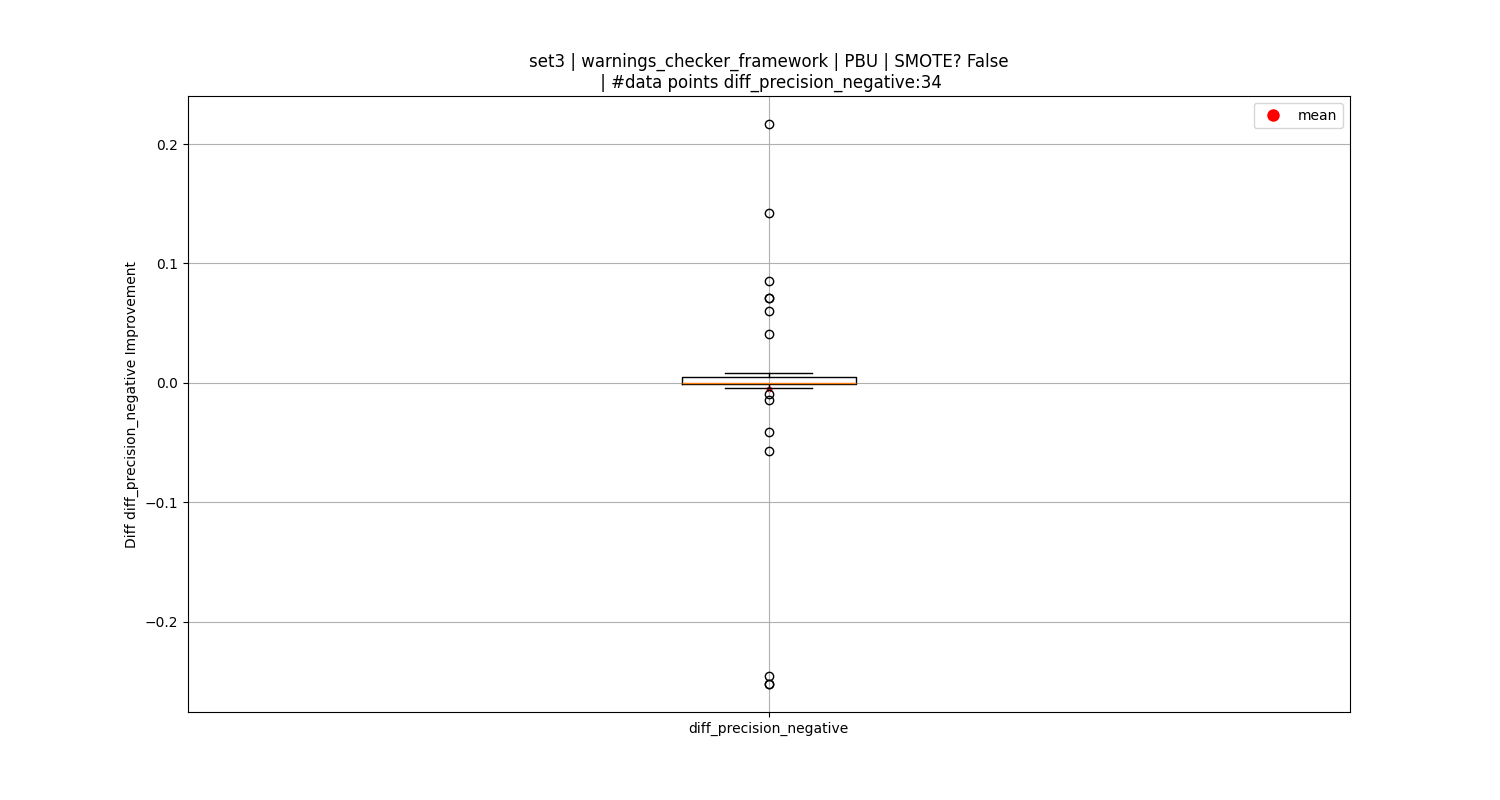 set3 | warnings_checker_framework | PBU | SMOTE? False
| #data points diff_precision_negative:34
mean
0.2
0.1
0.0
−0.1
−0.2
Diff diff_precision_negative Improvement
diff_precision_negative